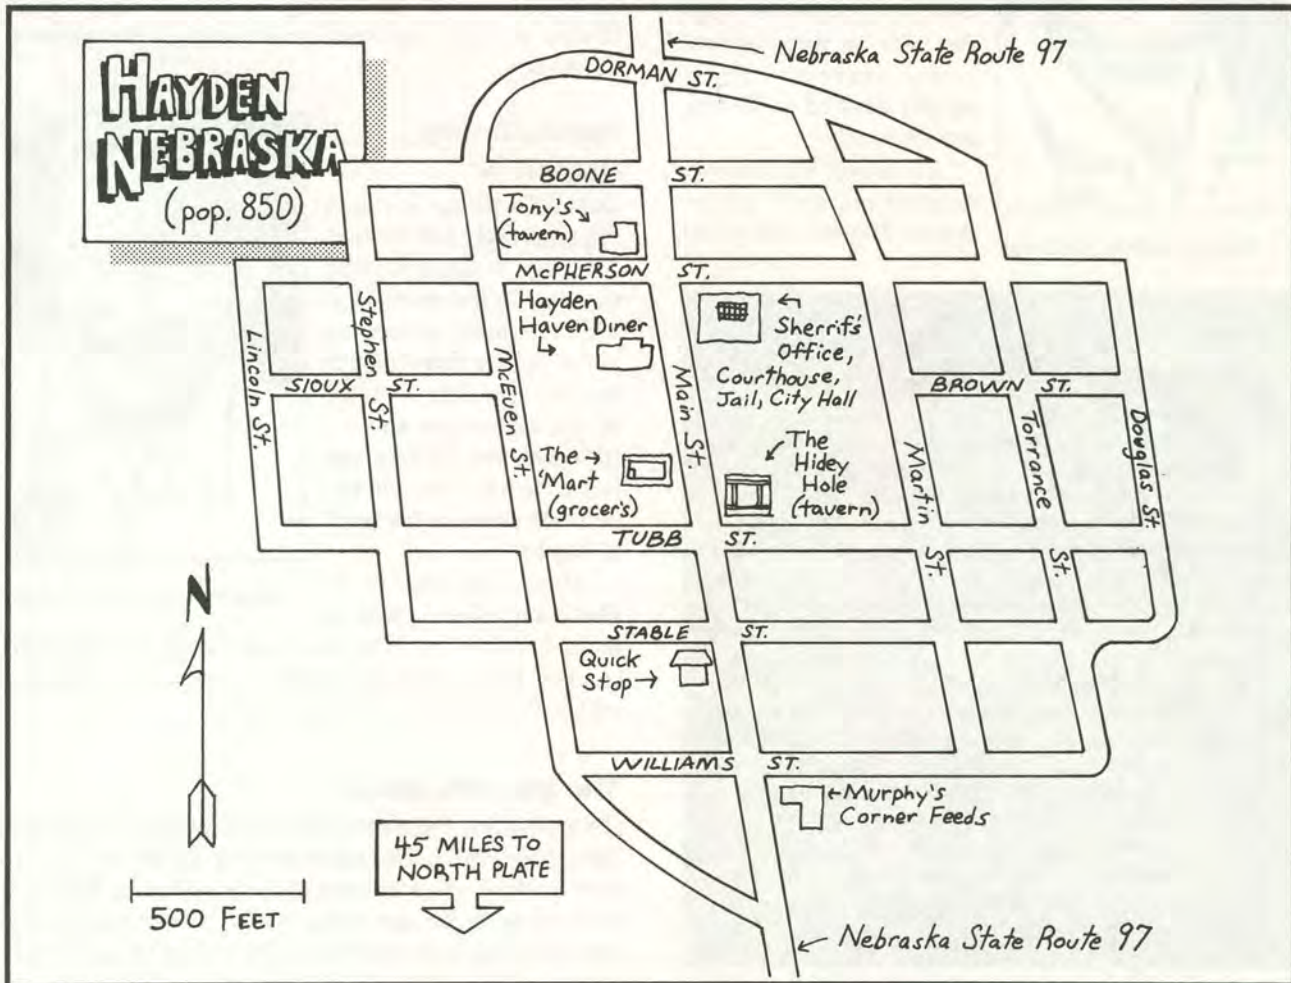 HAYDEN
NEBRASKA
(pop. 850)
Nebraska State Route 97
DORMAN ST.
BOONE ST.
Tony's
(tavern)
McPHERSON ST.
Hayden
Haven Diner
Sherrif's
Office,
Courthouse,
Jail, City Hall
Lincoln St.
Stephen St.
McEuen St.
Main St.
SIOUX ST.
BROWN ST.
Martin St.
Torrance St.
Douglas St.
The
'Mart
(grocer's)
The
Hidey
Hole
(tavern)
TUBB ST.
STABLE ST.
Quick
Stop
N
WILLIAMS ST.
Murphy's
Corner Feeds
45 MILES TO
NORTH PLATE
500 FEET
Nebraska State Route 97